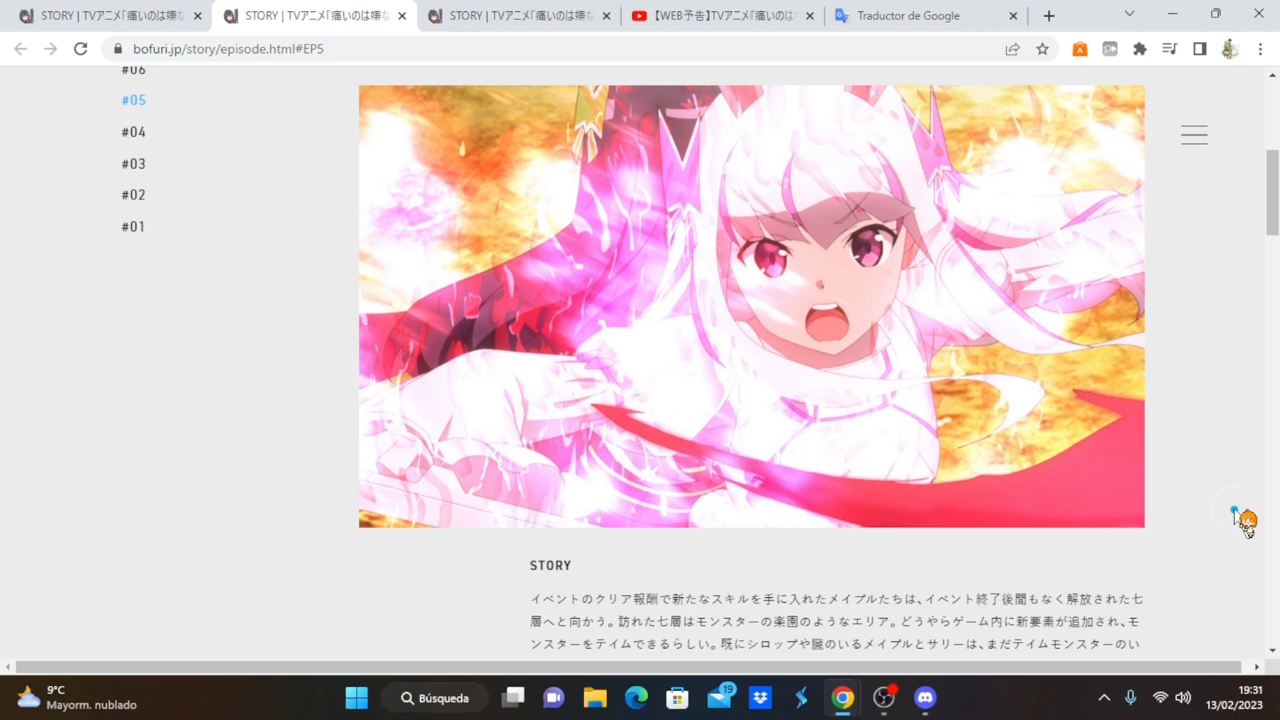 STORY | TVアニメ「痛いのは嫌な
STORY | TVアニメ「痛いのは嫌な
STORY | TVアニメ「痛いのは嫌な
【WEB予告】TVアニメ『痛いのは
Traductor de Google
bofuri.jp/story/episode.html#EP5
#06
#05
#04
#03
#02
#01
STORY
イベントのクリア報酬で新たなスキルを手に入れたメイプルたちは、イベント終了後間もなく解放された七
層へと向かう。訪れた七層はモンスターの楽園のようなエリア。どうやらゲーム内に新要素が追加され、モ
ンスターをテイムできるらしい。既にシロップや朧のいるメイプルとサリーは、まだテイムモンスターのい
9°C
Mayorm. nublado
Búsqueda
19
19:31
13/02/2023